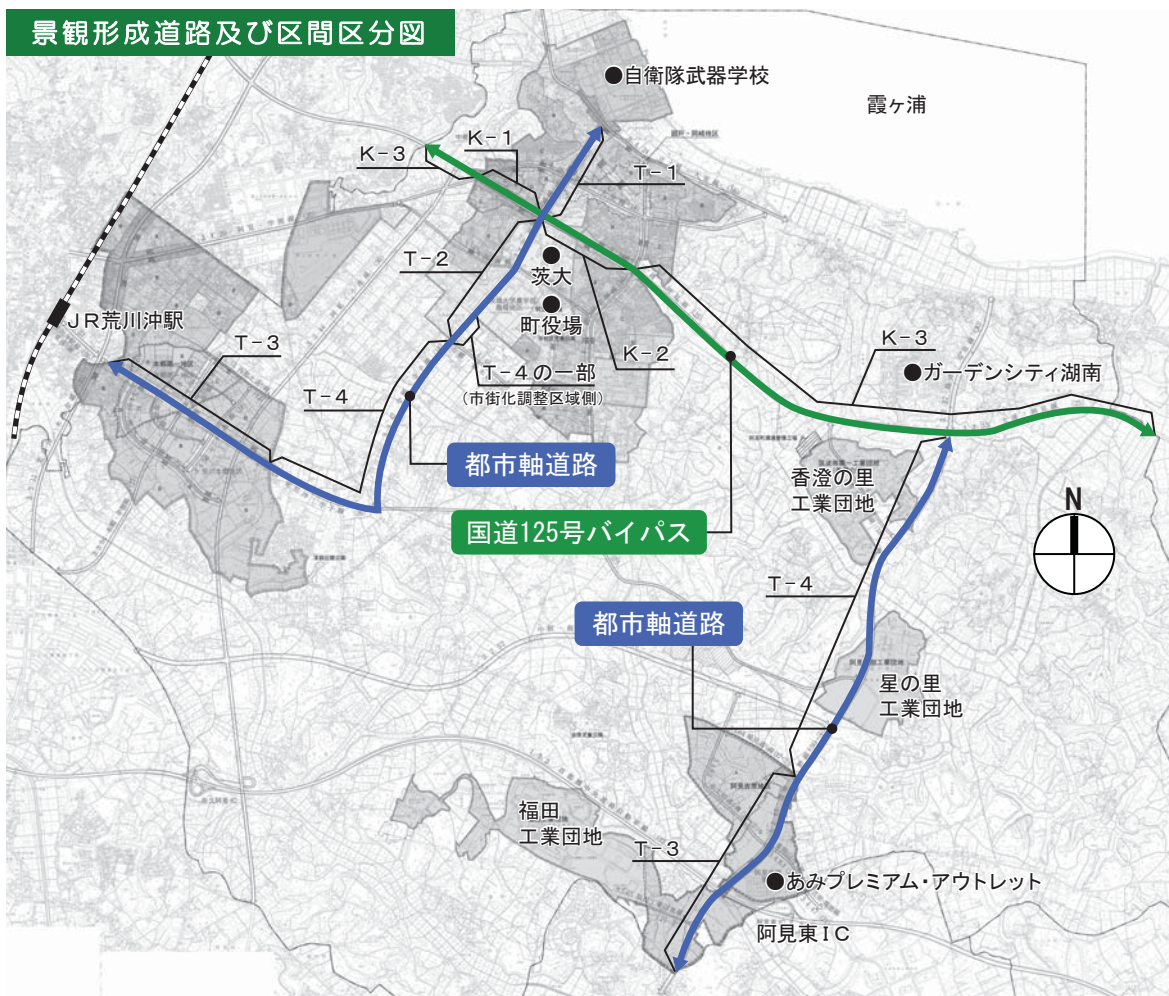 景観形成道路及び区間区分図
●自衛隊武器学校
霞ヶ浦
K-1
K-3
T-1
T-2
茨大
町役場
JR荒川沖駅
T-3
K-2
K-3
●ガーデンシティ湖南
T-4の一部
(市街化調整区域側)
T-4
都市軸道路
香澄の里
工業団地
N
国道125号バイパス
T-4
都市軸道路
星の里
工業団地
福田
工業団地
T-3
●あみプレミアム・アウトレット
阿見東IC